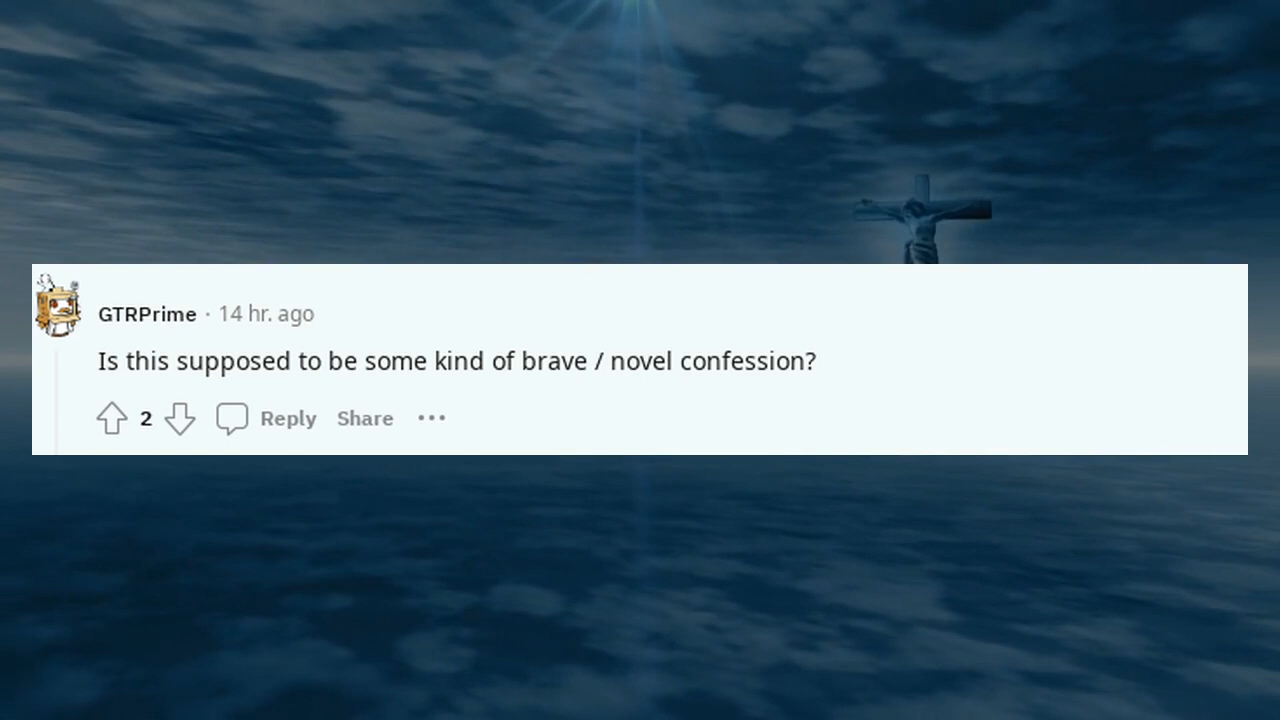 GTRPrime · 14 hr. ago
Is this supposed to be some kind of brave / novel confession?
2 Reply Share ···